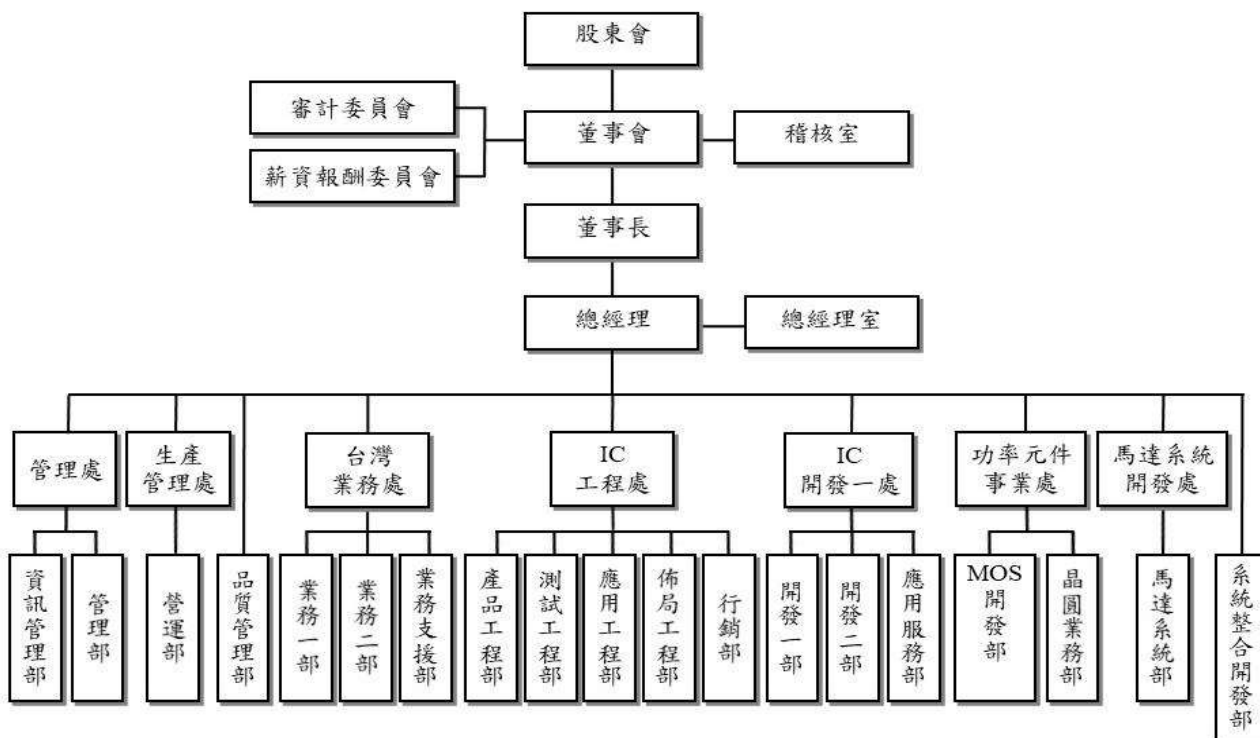 股東會
審計委員會
董事會
稽核室
薪資報酬委員會
董事長
總經理
總經理室
管理處
生產
管理處
台灣
業務處
IC
工程處
IC
開發一處
功率元件
事業處
馬達系統
開發處
資訊管理部
管理部
營運部
品質管理部
業務一部
業務二部
業務支援部
產品工程部
測試工程部
應用工程部
佈局工程部
行銷部
開發一部
開發二部
應用服務部
MOS
開發部
晶圓業務部
馬達系統部
系統整合開發部